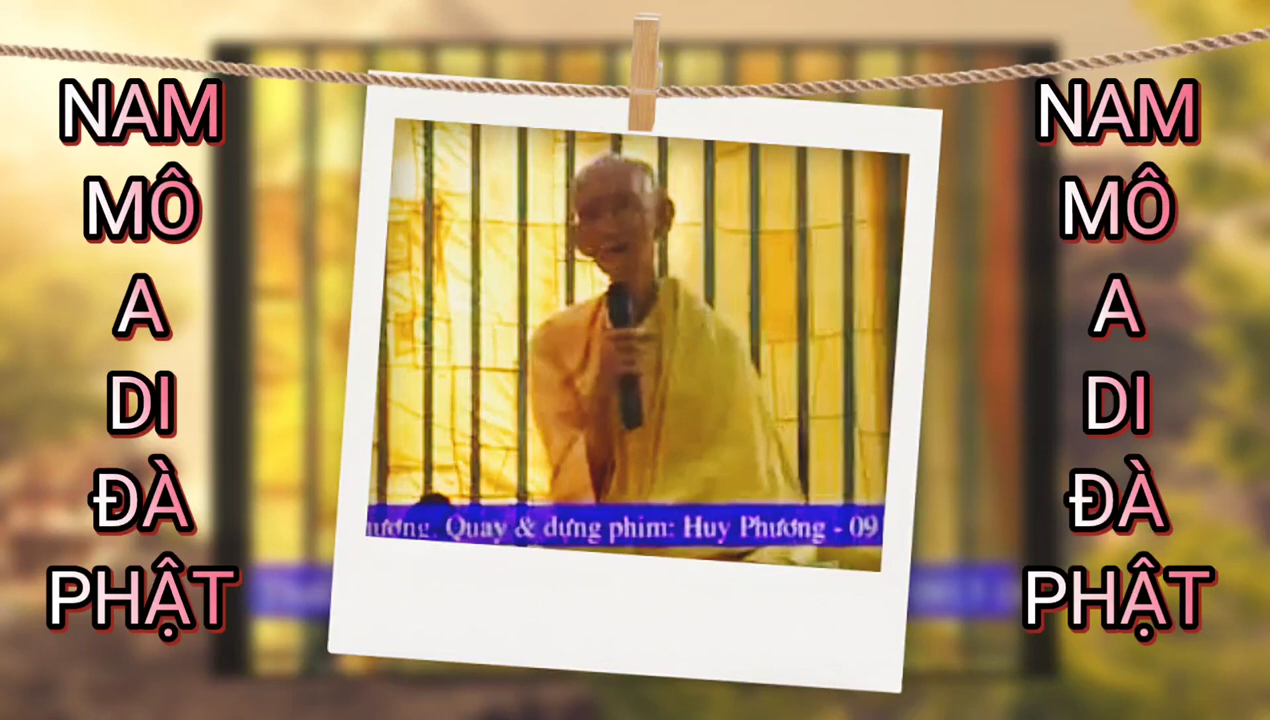 NAM
MÔ
A
DI
ĐÀ
PHẬT
Quay & dựng phim: Huy Phương - 09
NAM
MÔ
A
DI
ĐÀ
PHẬT